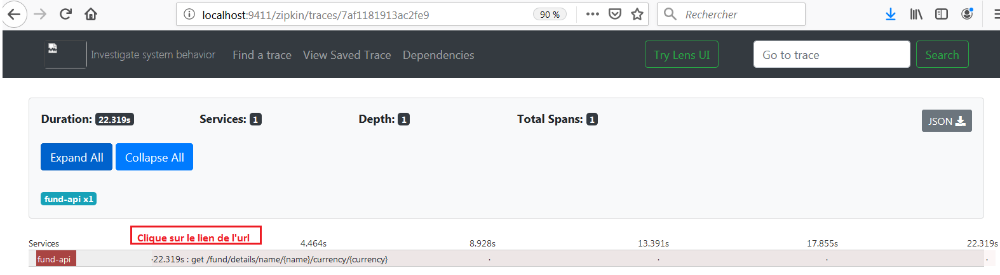 localhost:9411/zipkin/traces/7af1181913ac2fe9 90 % ••• Rechercher
Investigate system behavior Find a trace View Saved Trace Dependencies Try Lens UI Go to trace Search
Duration: 22.319s Services: 1 Depth: 1 Total Spans: 1 JSON
Expand All Collapse All
fund-api x1
Clique sur le lien de l'url
Services 4.464s 8.928s 13.391s 17.855s 22.319s
fund-api ·22.319s : get /fund/details/name/{name}/currency/{currency} · · · ·